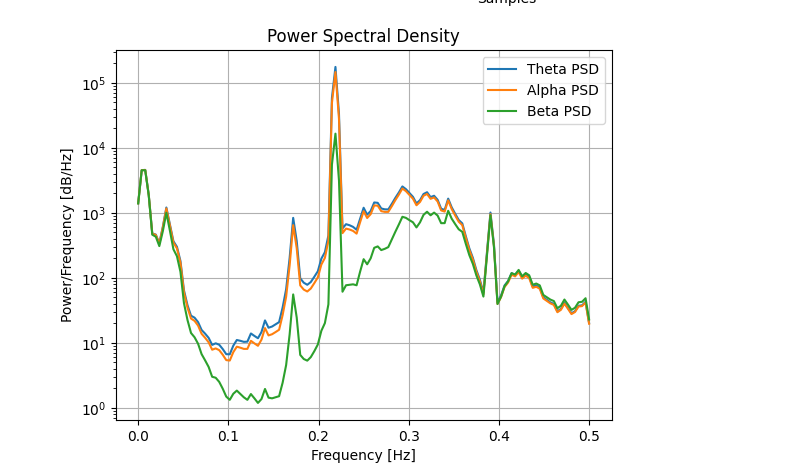 Samples
Power Spectral Density
Theta PSD
Alpha PSD
Beta PSD
Power/Frequency [dB/Hz]
10⁵
10⁴
10³
10²
10¹
10⁰
0.0 0.1 0.2 0.3 0.4 0.5
Frequency [Hz]